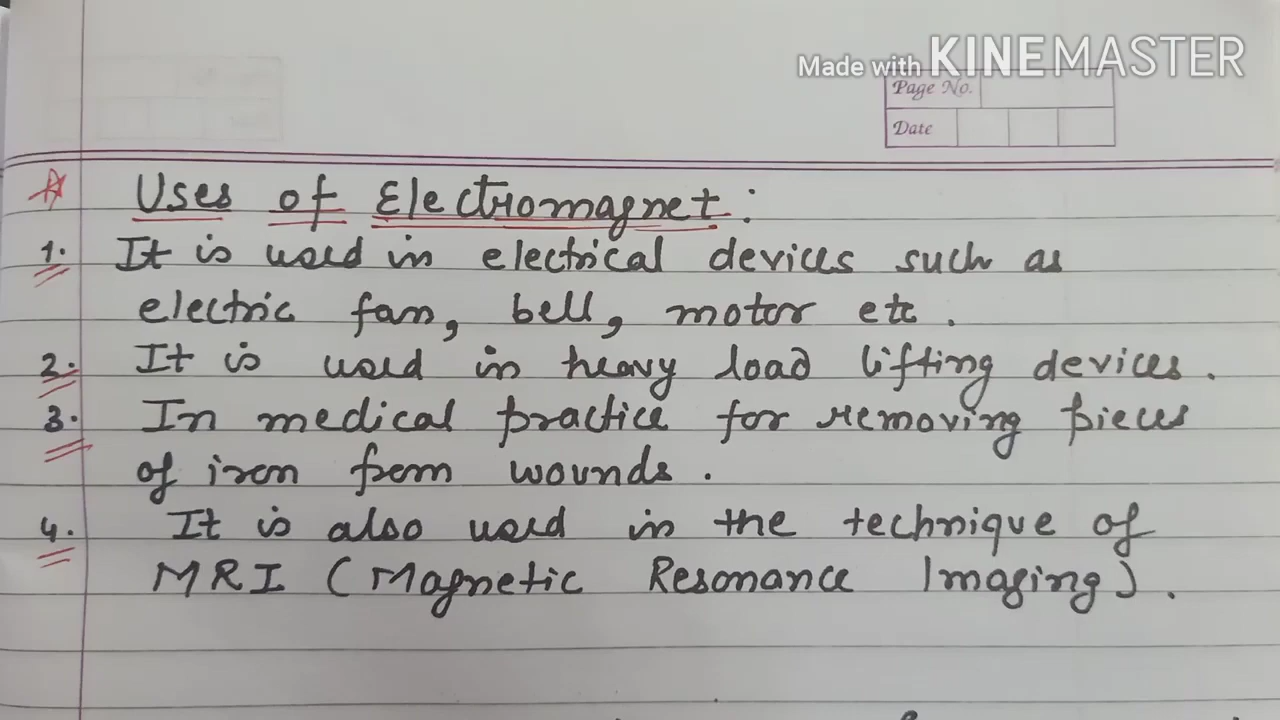 Made with KINEMASTER
Page No.
Date
Uses of Electromagnet :
1. It is used in electrical devices such as
electric fan, bell, motor etc.
2. It is used in heavy load lifting devices.
3. In medical practice for removing pieces
of iron from wounds.
4. It is also used in the technique of
MRI (Magnetic Resonance Imaging).